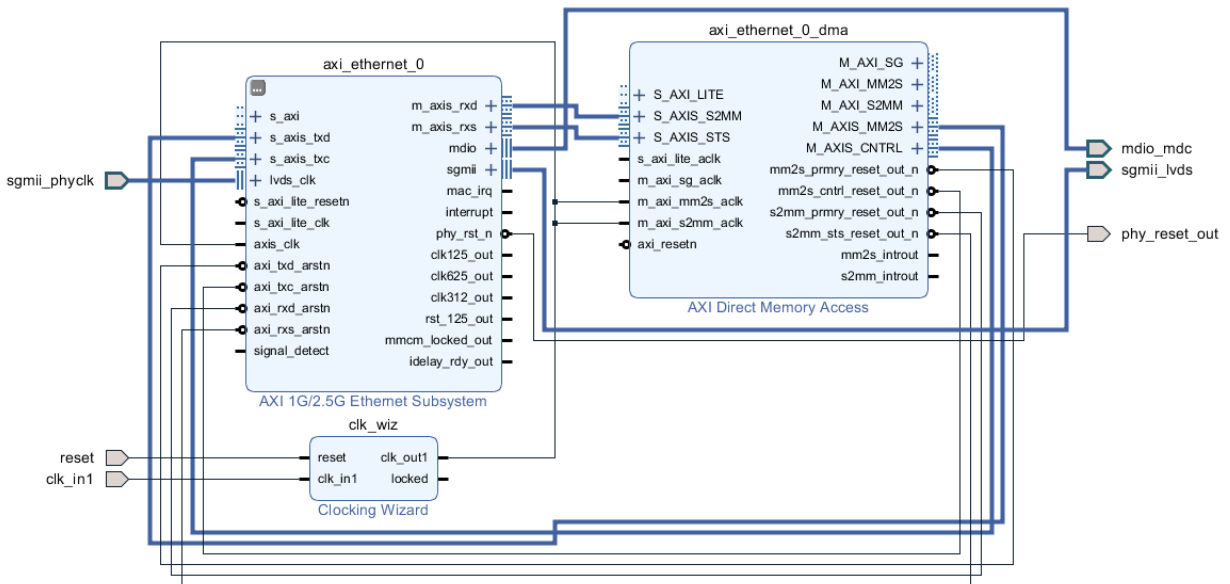 axi_ethernet_0_dma
M_AXI_SG
M_AXI_MM2S
M_AXI_S2MM
M_AXIS_MM2S
M_AXIS_CNTRL
mm2s_prmry_reset_out_n
mm2s_cntrl_reset_out_n
s2mm_prmry_reset_out_n
s2mm_sts_reset_out_n
mm2s_introut
s2mm_introut
S_AXI_LITE
S_AXIS_S2MM
S_AXIS_STS
s_axi_lite_aclk
m_axi_sg_aclk
m_axi_mm2s_aclk
m_axi_s2mm_aclk
axi_resetn
AXI Direct Memory Access
axi_ethernet_0
...
s_axi
s_axis_txd
s_axis_txc
lvds_clk
s_axi_lite_resetn
s_axi_lite_clk
axis_clk
axi_txd_arstn
axi_txc_arstn
axi_rxd_arstn
axi_rxs_arstn
signal_detect
m_axis_rxd
m_axis_rxs
mdio
sgmii
mac_irq
interrupt
phy_rst_n
clk125_out
clk625_out
clk312_out
rst_125_out
mmcm_locked_out
idelay_rdy_out
AXI 1G/2.5G Ethernet Subsystem
sgmii_phyclk
mdio_mdc
sgmii_lvds
phy_reset_out
clk_wiz
reset
clk_in1
reset
clk_in1
clk_out1
locked
Clocking Wizard